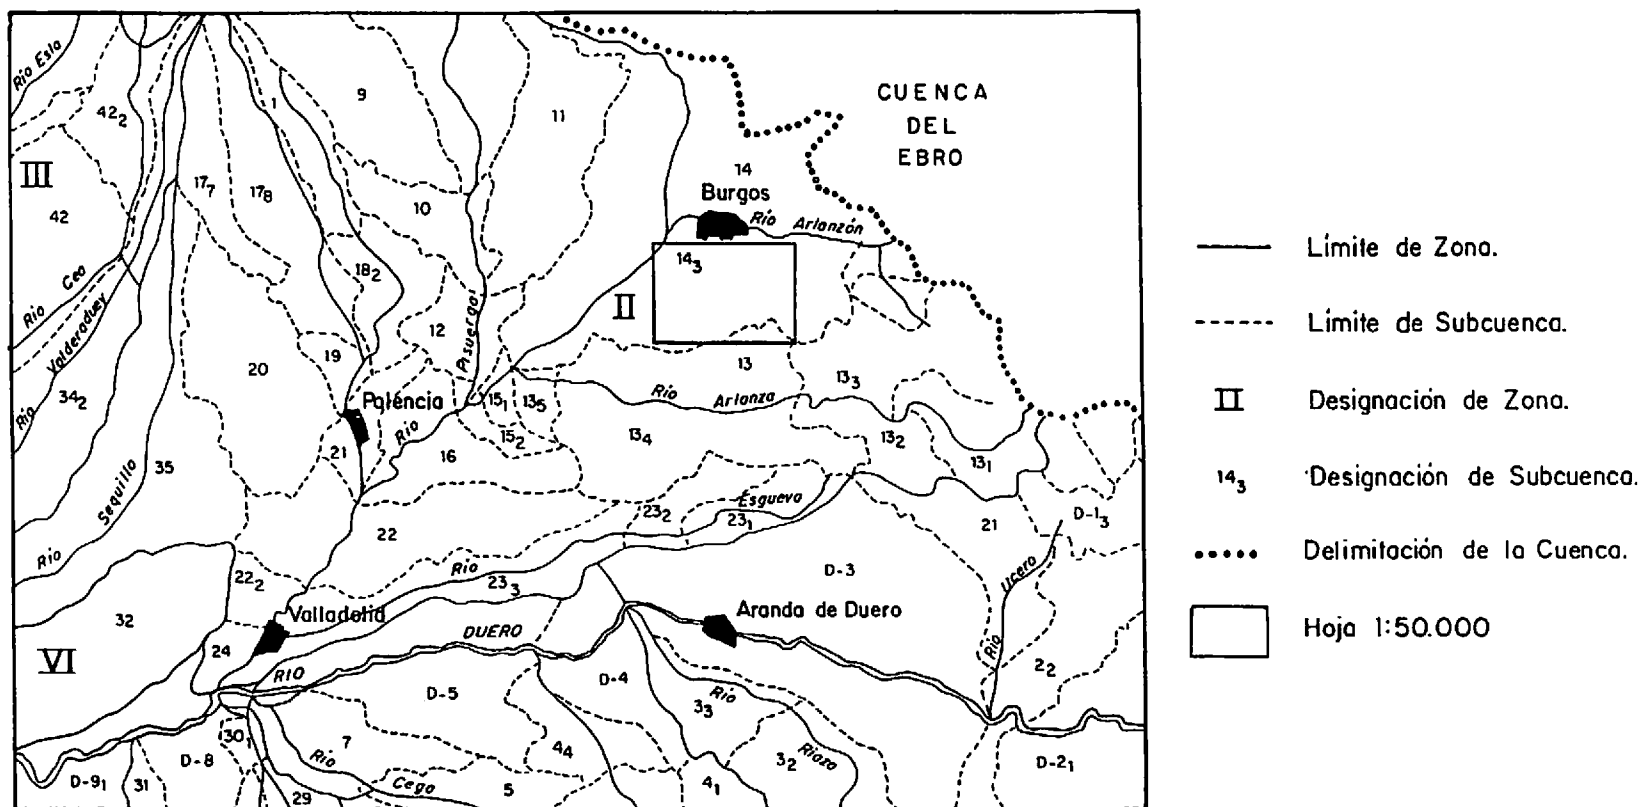 Río Esla
42₂
III
42
17₇
17₈
1
9
11
10
CUENCA
DEL
EBRO
14
Burgos
Río Arlanzón
14₃
II
18₂
12
Pisuerga
Río Cea
Río Valderaduey
19
20
34₂
Paléncia
Río
15₁
13₅
15₂
13
13₃
Río Arlanza
13₄
13₂
13₁
21
16
35
Río Sequillo
22
23₂
23₁
Esgueva
Río
23₃
21
D-1₃
Río Ucero
D-3
22₂
32
VI
24
Valladolid
RIO DUERO
Aranda de Duero
2₂
D-5
D-4
3₃
Río Riaza
3₂
4₄
4₁
D-2₁
30₁
7
Río Cega
5
29
D-8
31
D-9₁
Límite de Zona.
Límite de Subcuenca.
II Designación de Zona.
14₃ Designación de Subcuenca.
Delimitación de la Cuenca.
Hoja 1:50.000